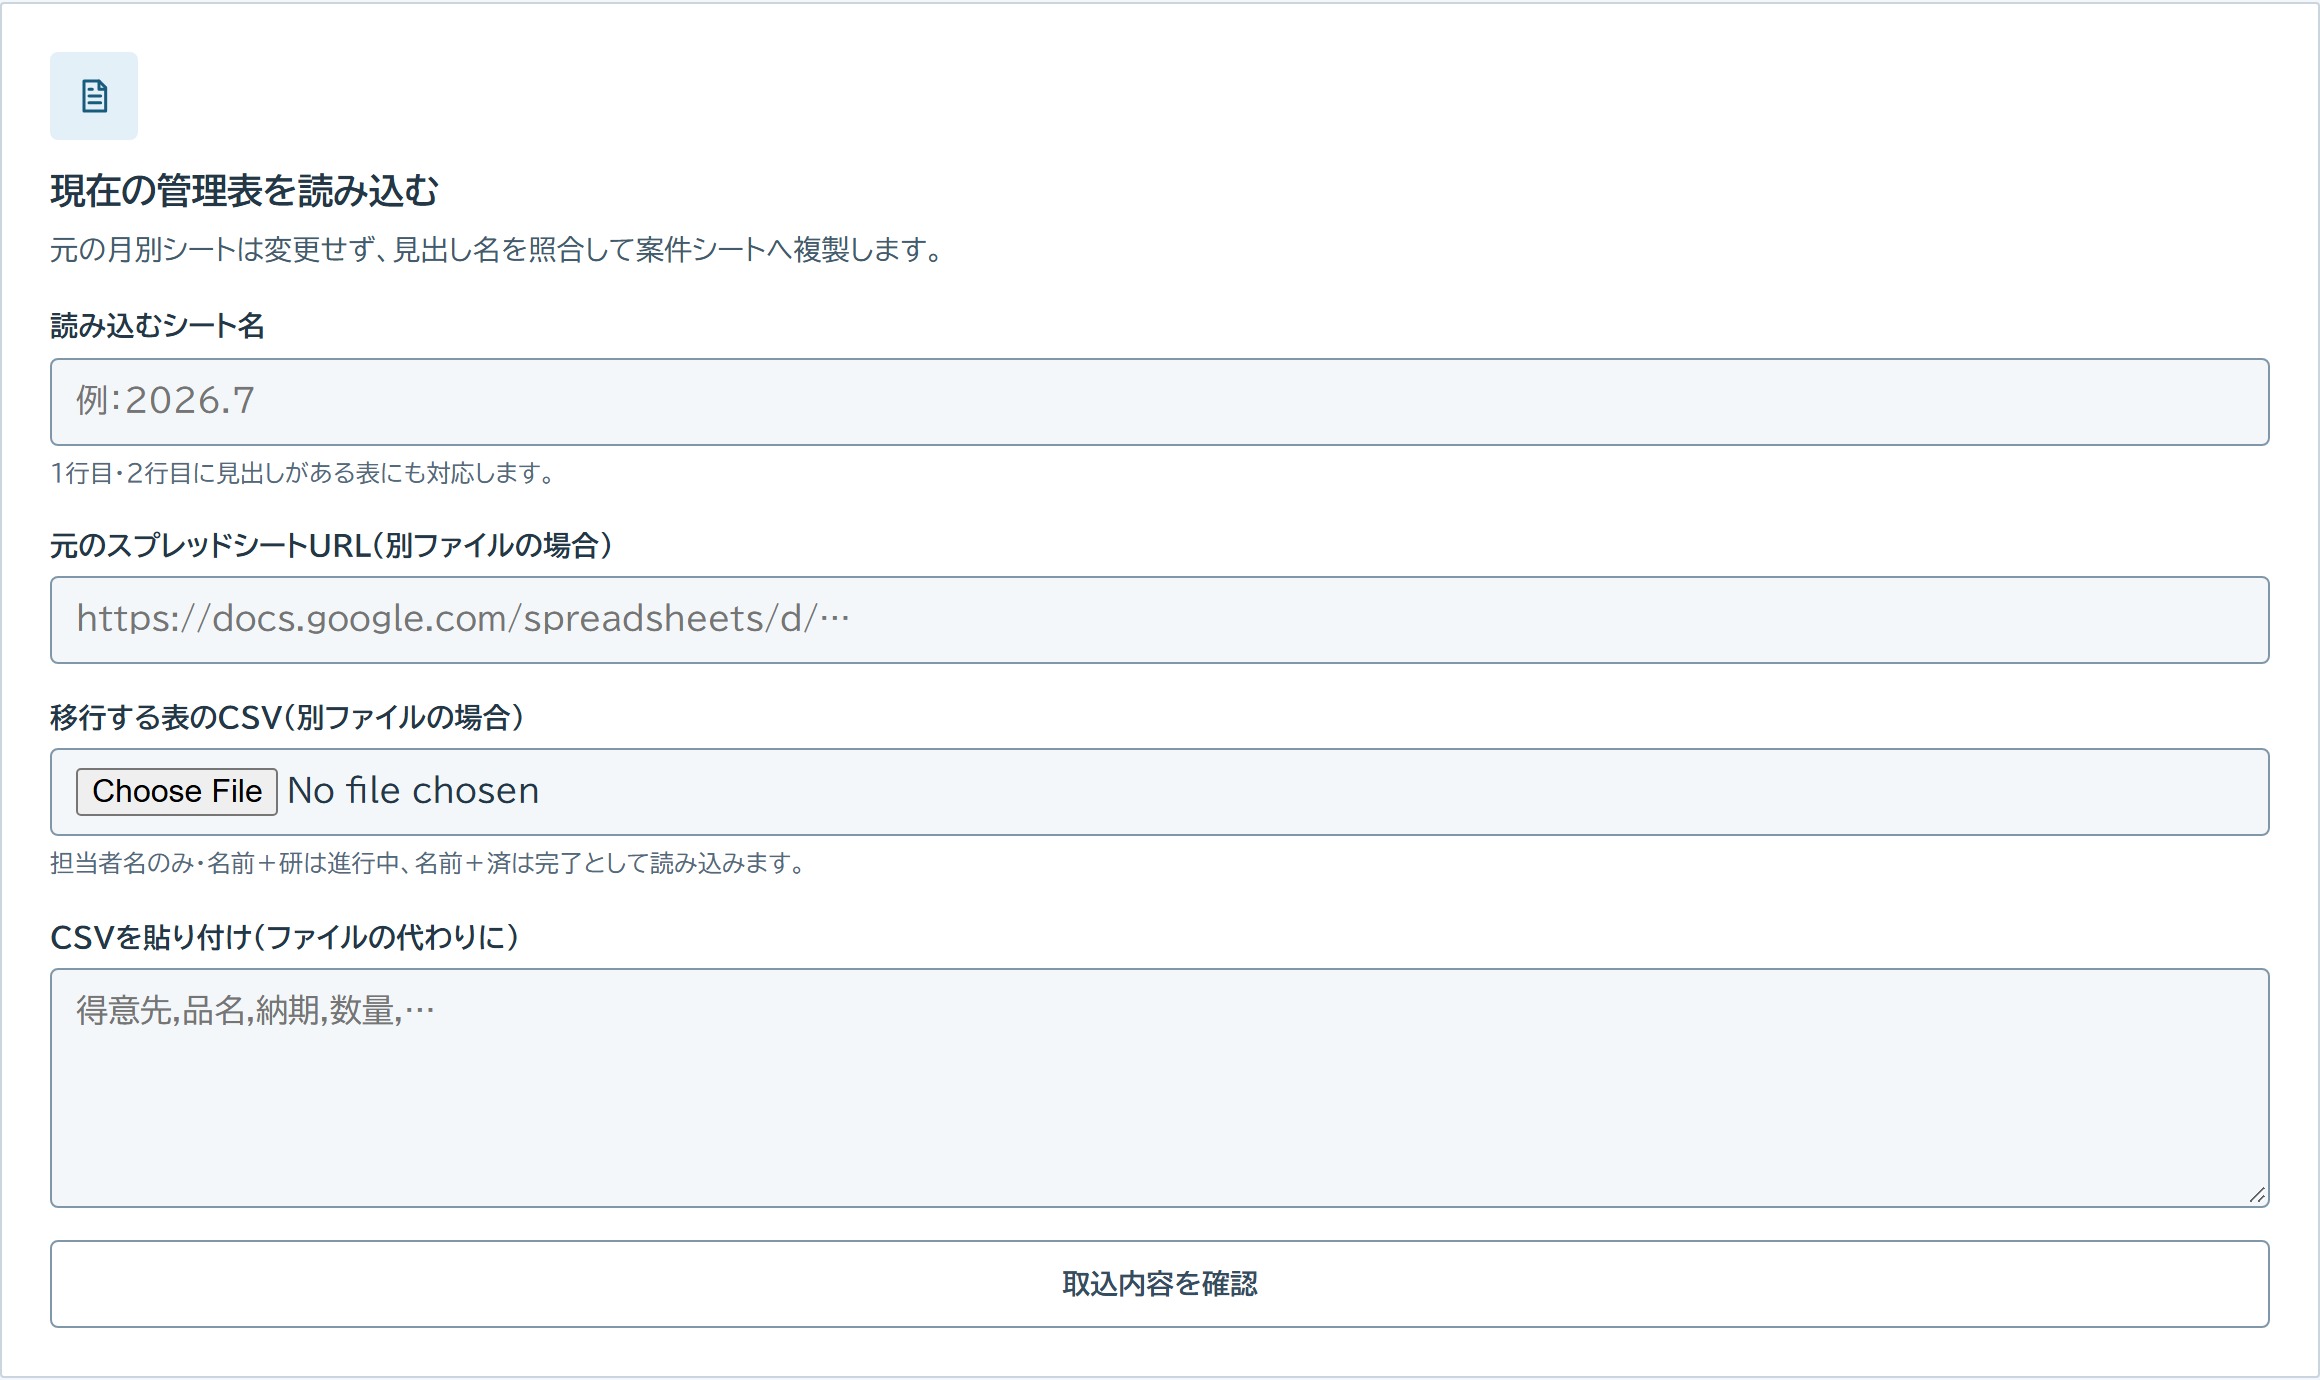 現在の管理表を読み込む
元の月別シートは変更せず、見出し名を照合して案件シートへ複製します。
読み込むシート名
例：2026.7
1行目・2行目に見出しがある表にも対応します。
元のスプレッドシートURL（別ファイルの場合）
https://docs.google.com/spreadsheets/d/…
移行する表のCSV（別ファイルの場合）
Choose File No file chosen
担当者名のみ・名前＋研は進行中、名前＋済は完了として読み込みます。
CSVを貼り付け（ファイルの代わりに）
得意先,品名,納期,数量,…
取込内容を確認